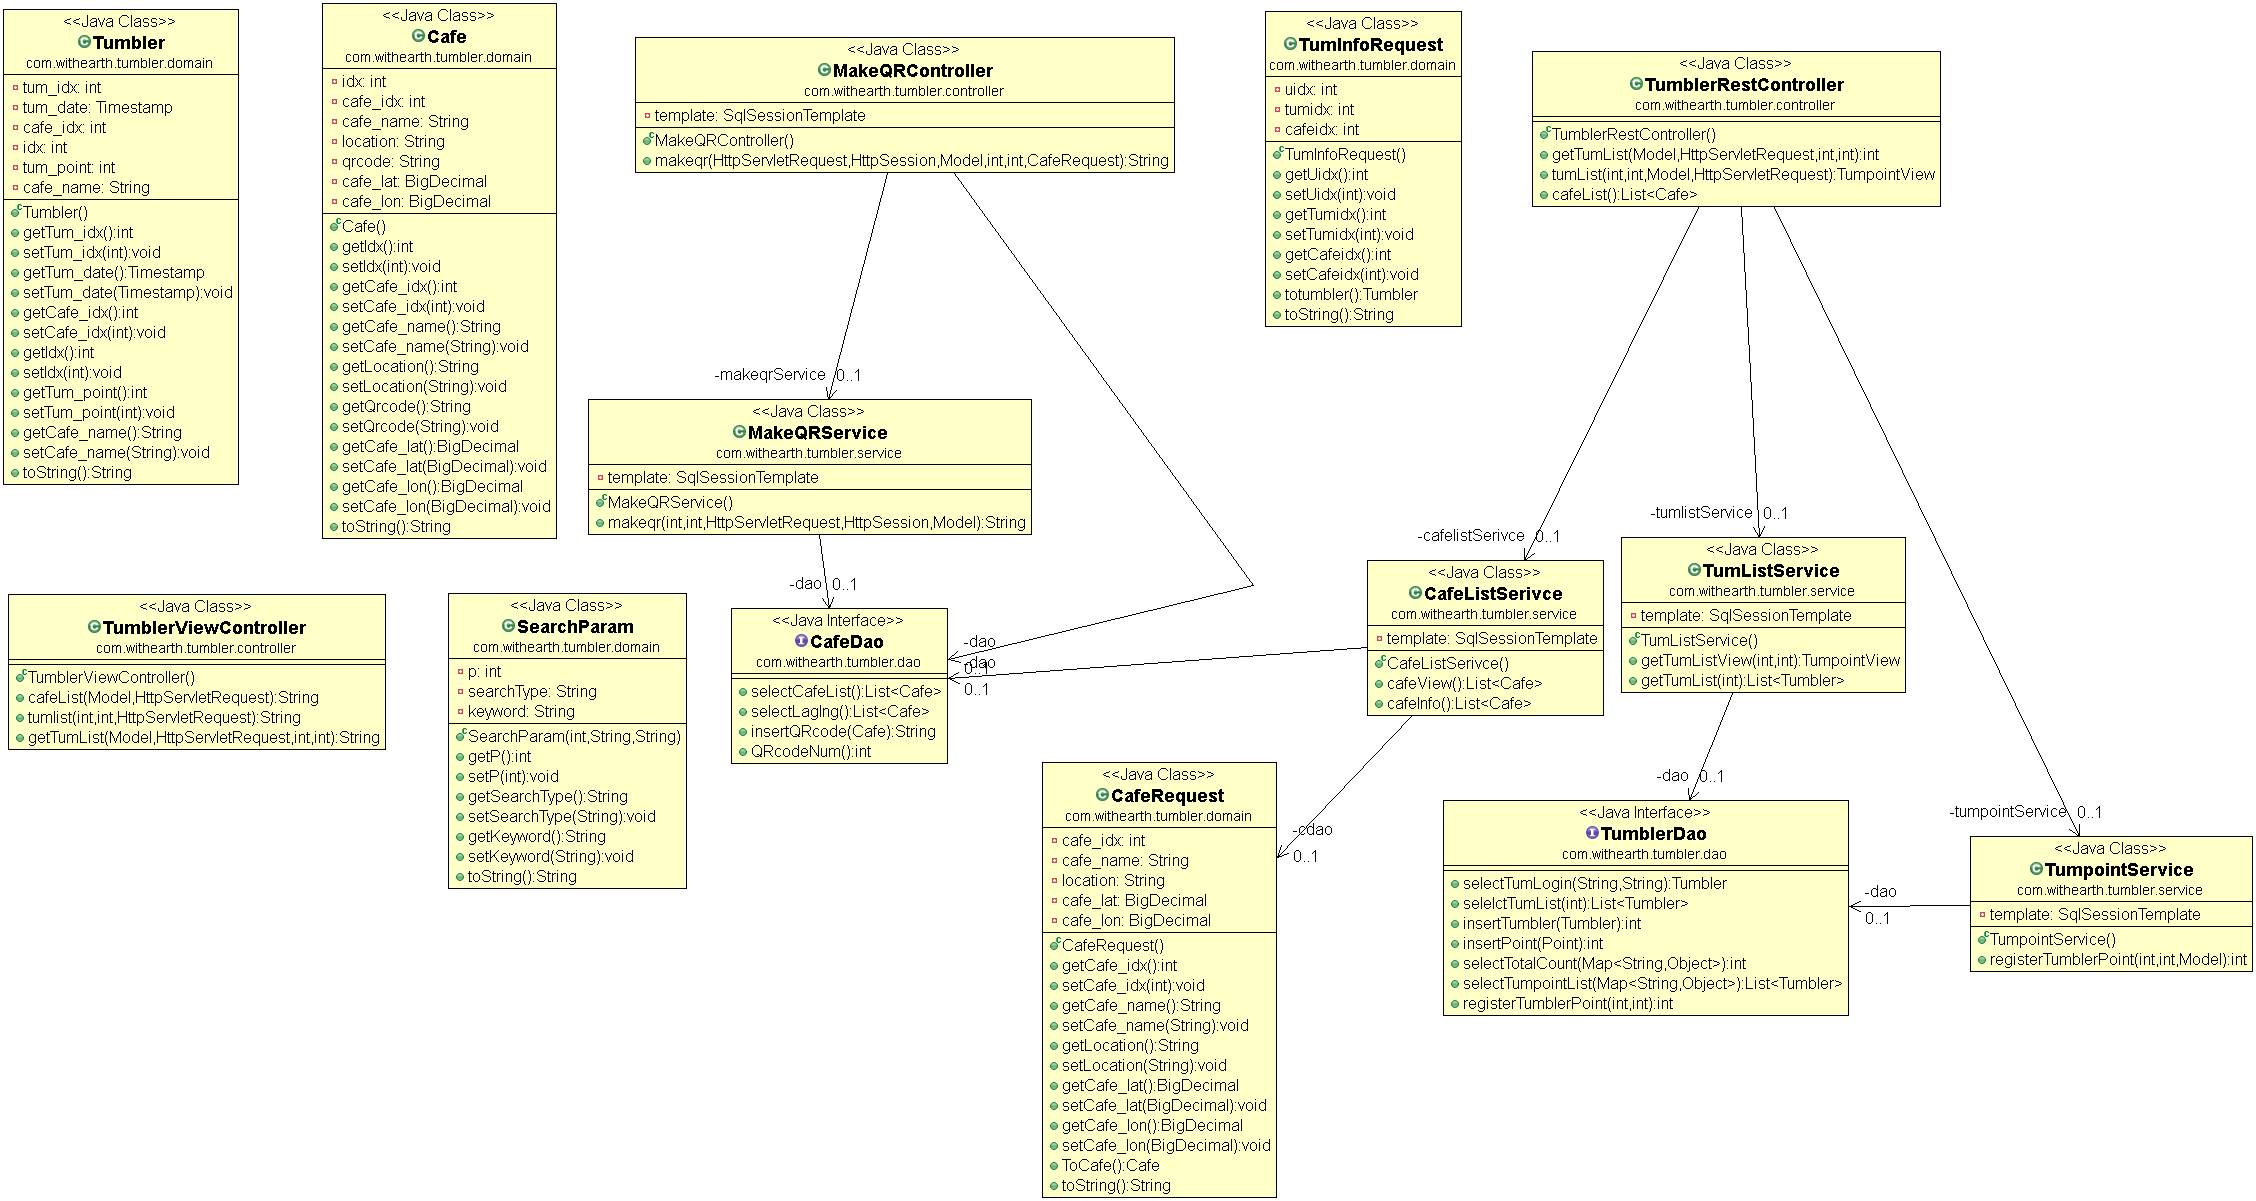 <<Java Class>>
Tumbler
com.withearth.tumbler.domain
tum_idx: int
tum_date: Timestamp
cafe_idx: int
idx: int
tum_point: int
cafe_name: String
Tumbler()
getTum_idx():int
setTum_idx(int):void
getTum_date():Timestamp
setTum_date(Timestamp):void
getCafe_idx():int
setCafe_idx(int):void
getIdx():int
setIdx(int):void
getTum_point():int
setTum_point(int):void
getCafe_name():String
setCafe_name(String):void
toString():String
<<Java Class>>
Cafe
com.withearth.tumbler.domain
idx: int
cafe_idx: int
cafe_name: String
location: String
qrcode: String
cafe_lat: BigDecimal
cafe_lon: BigDecimal
Cafe()
getIdx():int
setIdx(int):void
getCafe_idx():int
setCafe_idx(int):void
getCafe_name():String
setCafe_name(String):void
getLocation():String
setLocation(String):void
getQrcode():String
setQrcode(String):void
getCafe_lat():BigDecimal
setCafe_lat(BigDecimal):void
getCafe_lon():BigDecimal
setCafe_lon(BigDecimal):void
toString():String
<<Java Class>>
MakeQRController
com.withearth.tumbler.controller
template: SqlSessionTemplate
MakeQRController()
makeqr(HttpServletRequest,HttpSession,Model,int,int,CafeRequest):String
<<Java Class>>
TumInfoRequest
com.withearth.tumbler.domain
uidx: int
tumidx: int
cafeidx: int
TumInfoRequest()
getUidx():int
setUidx(int):void
getTumidx():int
setTumidx(int):void
getCafeidx():int
setCafeidx(int):void
totumbler():Tumbler
toString():String
<<Java Class>>
TumblerRestController
com.withearth.tumbler.controller
TumblerRestController()
getTumList(Model,HttpServletRequest,int,int):int
tumList(int,int,Model,HttpServletRequest):TumpointView
cafeList():List<Cafe>
-makeqrService 0..1
<<Java Class>>
MakeQRService
com.withearth.tumbler.service
template: SqlSessionTemplate
MakeQRService()
makeqr(int,int,HttpServletRequest,HttpSession,Model):String
-dao 0..1
-cafelistSerivce 0..1
-tumlistService 0..1
<<Java Class>>
TumblerViewController
com.withearth.tumbler.controller
TumblerViewController()
cafeList(Model,HttpServletRequest):String
tumlist(int,int,HttpServletRequest):String
getTumList(Model,HttpServletRequest,int,int):String
<<Java Class>>
SearchParam
com.withearth.tumbler.domain
p: int
searchType: String
keyword: String
SearchParam(int,String,String)
getP():int
setP(int):void
getSearchType():String
setSearchType(String):void
getKeyword():String
setKeyword(String):void
toString():String
<<Java Interface>>
CafeDao
com.withearth.tumbler.dao
selectCafeList():List<Cafe>
selectLagIng():List<Cafe>
insertQRcode(Cafe):String
QRcodeNum():int
-dao
0..1
-dao
0..1
<<Java Class>>
CafeListSerivce
com.withearth.tumbler.service
template: SqlSessionTemplate
CafeListSerivce()
cafeView():List<Cafe>
cafeInfo():List<Cafe>
<<Java Class>>
TumListService
com.withearth.tumbler.service
template: SqlSessionTemplate
TumListService()
getTumListView(int,int):TumpointView
getTumList(int):List<Tumbler>
-cdao
0..1
-dao 0..1
-tumpointService 0..1
<<Java Class>>
CafeRequest
com.withearth.tumbler.domain
cafe_idx: int
cafe_name: String
location: String
cafe_lat: BigDecimal
cafe_lon: BigDecimal
CafeRequest()
getCafe_idx():int
setCafe_idx(int):void
getCafe_name():String
setCafe_name(String):void
getLocation():String
setLocation(String):void
getCafe_lat():BigDecimal
setCafe_lat(BigDecimal):void
getCafe_lon():BigDecimal
setCafe_lon(BigDecimal):void
ToCafe():Cafe
toString():String
<<Java Interface>>
TumblerDao
com.withearth.tumbler.dao
selectTumLogin(String,String):Tumbler
selelctTumList(int):List<Tumbler>
insertTumbler(Tumbler):int
insertPoint(Point):int
selectTotalCount(Map<String,Object>):int
selectTumpointList(Map<String,Object>):List<Tumbler>
registerTumblerPoint(int,int):int
-dao
0..1
<<Java Class>>
TumpointService
com.withearth.tumbler.service
template: SqlSessionTemplate
TumpointService()
registerTumblerPoint(int,int,Model):int